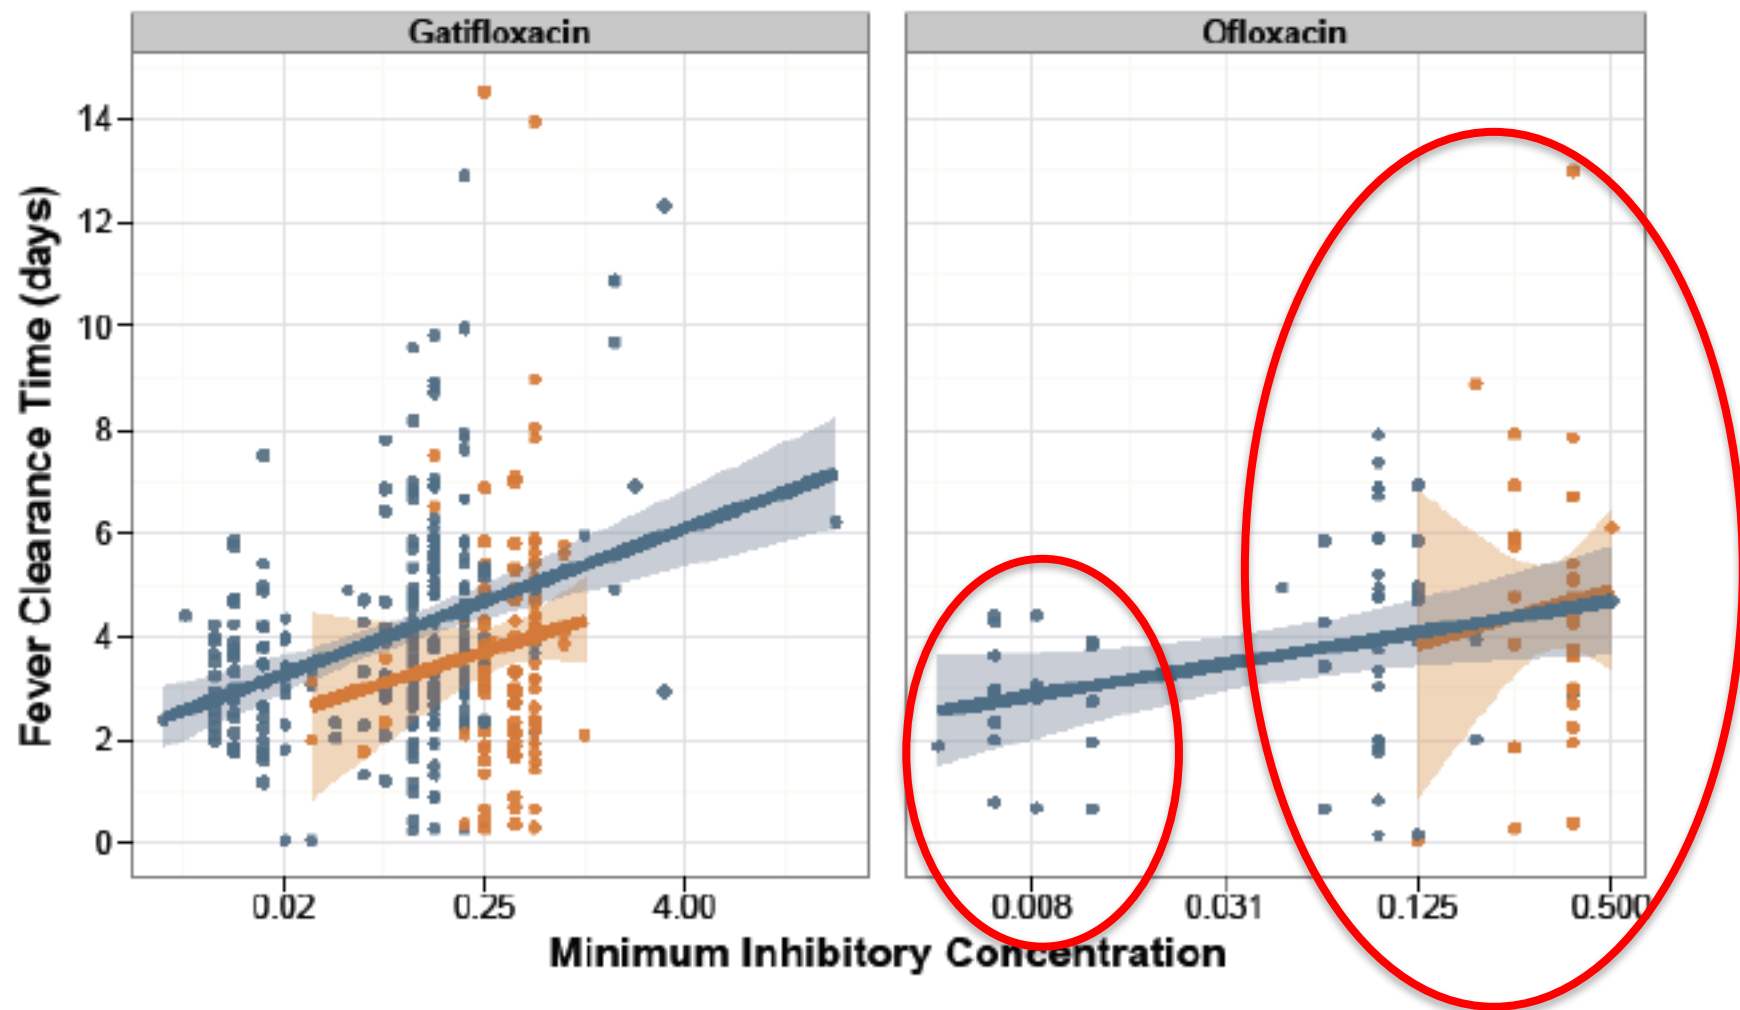 Gatifloxacin
Ofloxacin
Fever Clearance Time (days)
14
12
10
8
6
4
2
0
0.02 0.25 4.00
0.008 0.031 0.125 0.500
Minimum Inhibitory Concentration